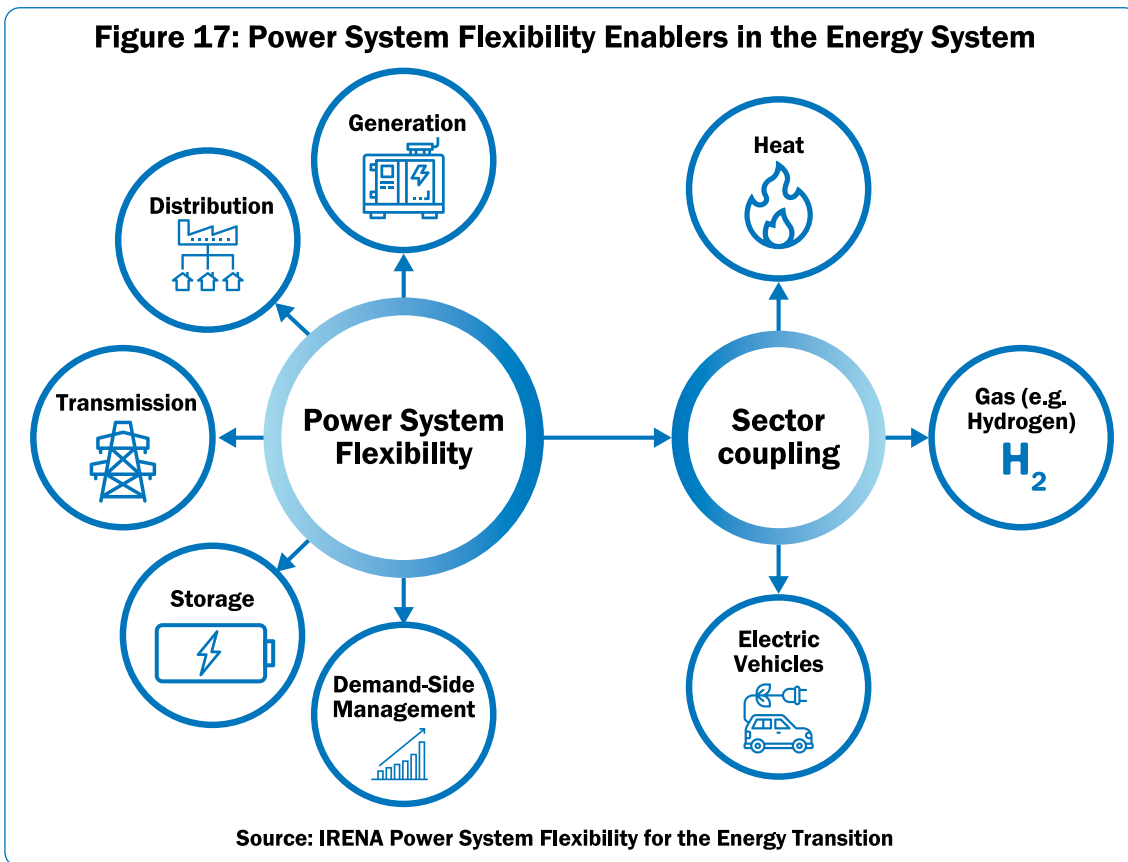 Figure 17: Power System Flexibility Enablers in the Energy System
Generation
Distribution
Transmission
Storage
Demand-Side
Management
Power System
Flexibility
Sector
coupling
Heat
Gas (e.g.
Hydrogen)
H₂
Electric
Vehicles
Source: IRENA Power System Flexibility for the Energy Transition